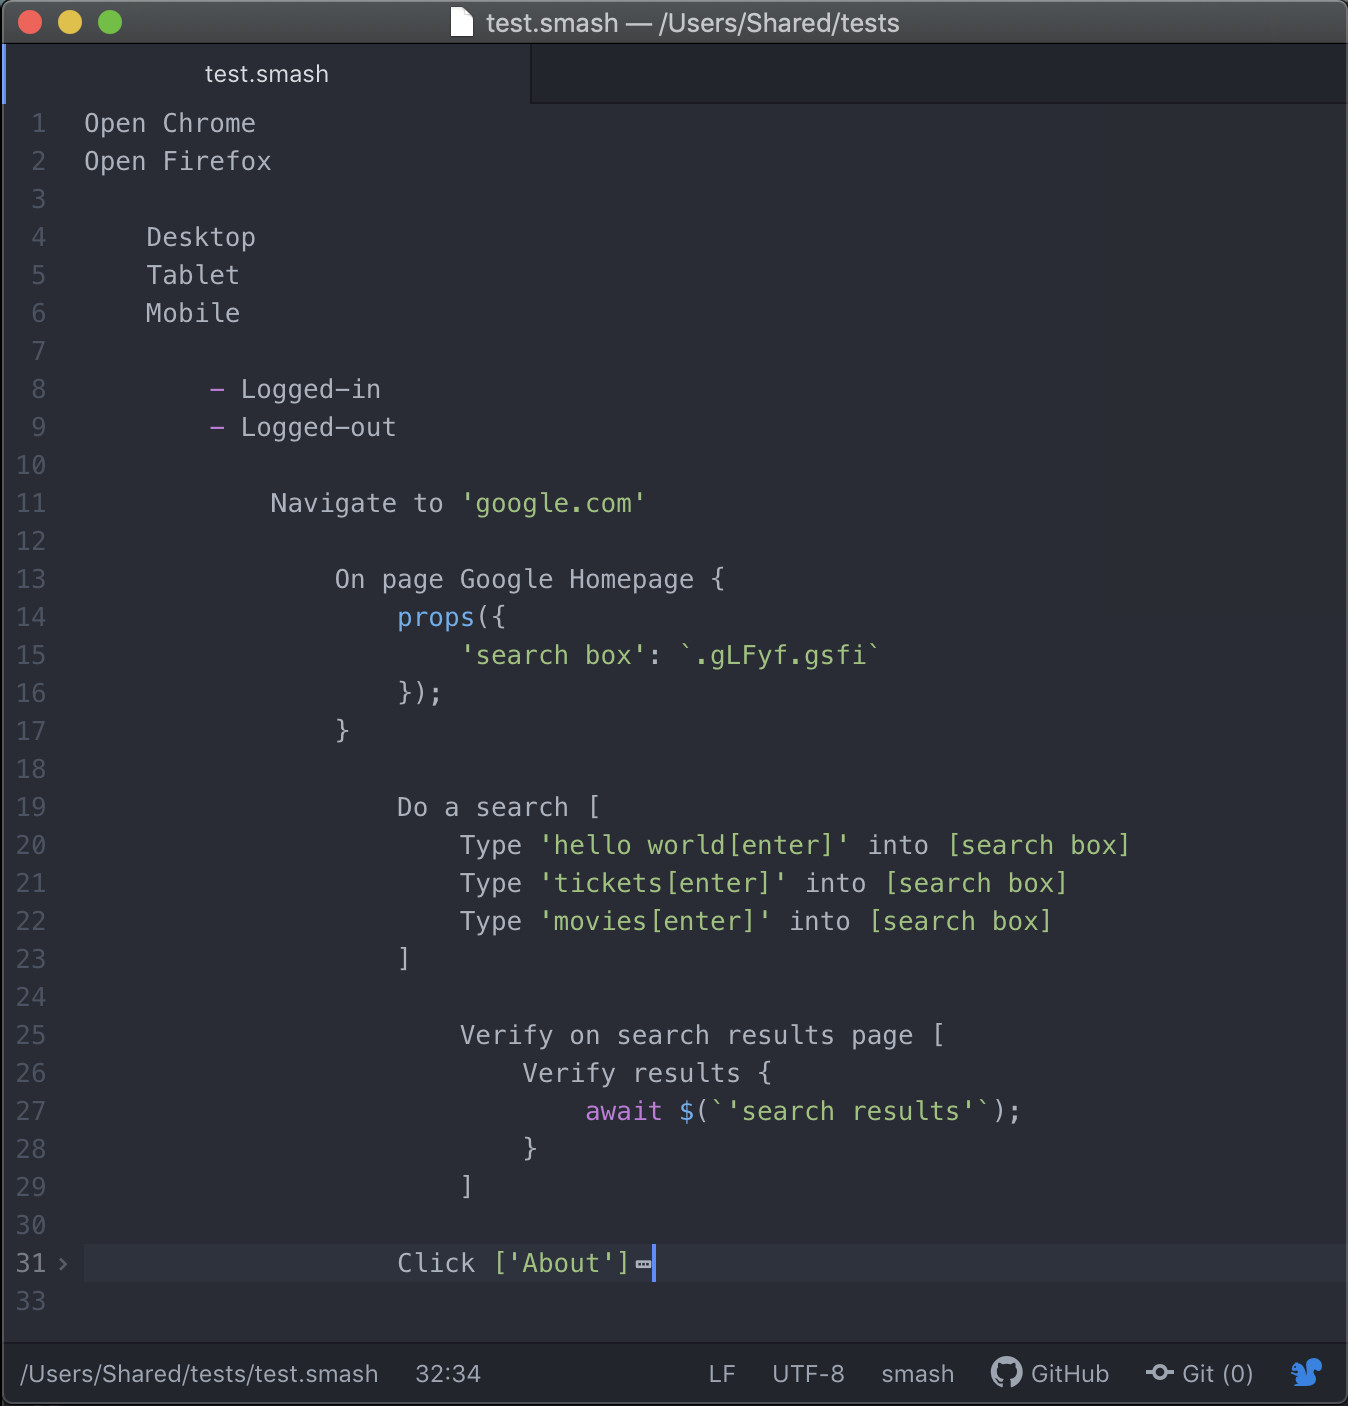 test.smash — /Users/Shared/tests
test.smash
1 Open Chrome
2 Open Firefox
3
4     Desktop
5     Tablet
6     Mobile
7
8         - Logged-in
9         - Logged-out
10
11             Navigate to 'google.com'
12
13                 On page Google Homepage {
14                     props({
15                         'search box': `.gLFyf.gsfi`
16                     });
17                 }
18
19                     Do a search [
20                         Type 'hello world[enter]' into [search box]
21                         Type 'tickets[enter]' into [search box]
22                         Type 'movies[enter]' into [search box]
23                     ]
24
25                         Verify on search results page [
26                             Verify results {
27                                 await $(`'search results'`);
28                             }
29                         ]
30
31                     Click ['About']
33
/Users/Shared/tests/test.smash 32:34 LF UTF-8 smash GitHub Git (0)